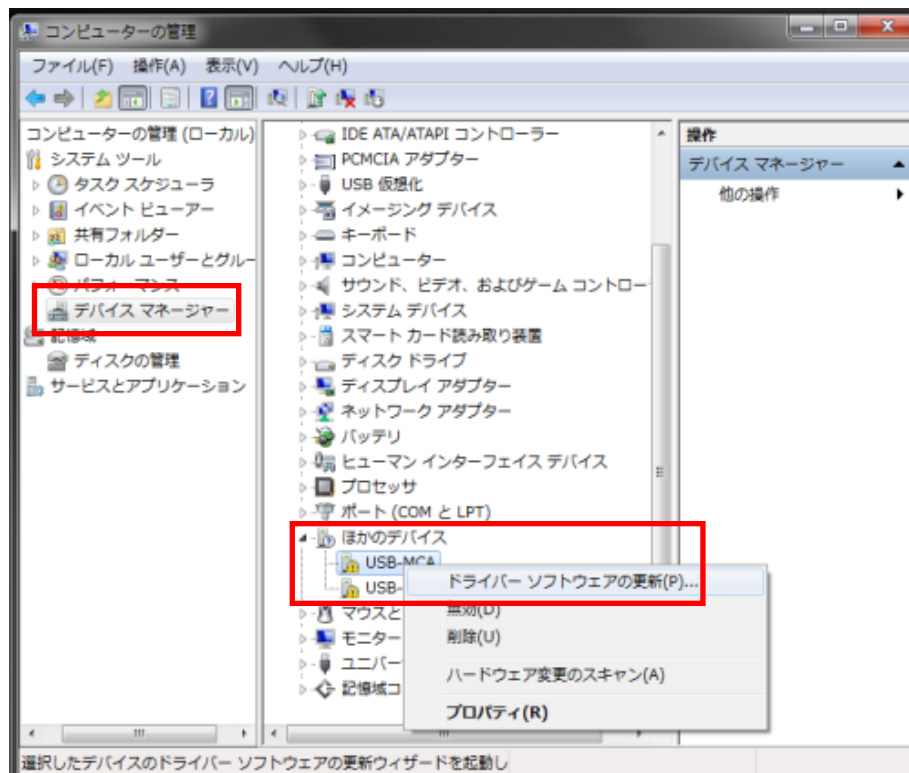 コンピューターの管理
ファイル(F) 操作(A) 表示(V) ヘルプ(H)
コンピューターの管理 (ローカル)
システム ツール
タスク スケジューラ
イベント ビューアー
共有フォルダー
ローカル ユーザーとグルー
パフォーマンス
デバイス マネージャー
記憶域
ディスクの管理
サービスとアプリケーション
IDE ATA/ATAPI コントローラー
PCMCIA アダプター
USB 仮想化
イメージング デバイス
キーボード
コンピューター
サウンド、ビデオ、およびゲーム コントロー
システム デバイス
スマート カード読み取り装置
ディスク ドライブ
ディスプレイ アダプター
ネットワーク アダプター
バッテリ
ヒューマン インターフェイス デバイス
プロセッサ
ポート (COM と LPT)
ほかのデバイス
USB-MCA
USB-
マウスと
モニター
ユニバー
記憶域コ
ドライバー ソフトウェアの更新(P)...
無効(D)
削除(U)
ハードウェア変更のスキャン(A)
プロパティ(R)
操作
デバイス マネージャー
他の操作
選択したデバイスのドライバー ソフトウェアの更新ウィザードを起動し